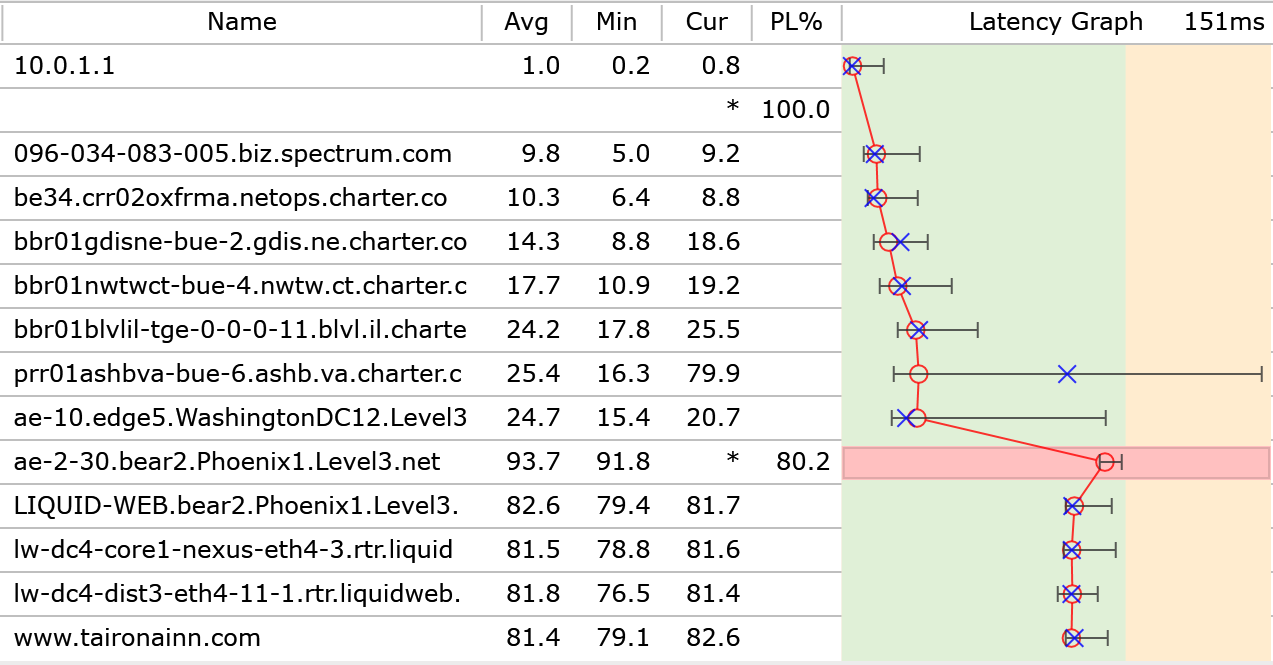 Name Avg Min Cur PL% Latency Graph 151ms
10.0.1.1 1.0 0.2 0.8
* 100.0
096-034-083-005.biz.spectrum.com 9.8 5.0 9.2
be34.crr02oxfrma.netops.charter.co 10.3 6.4 8.8
bbr01gdisne-bue-2.gdis.ne.charter.co 14.3 8.8 18.6
bbr01nwtwct-bue-4.nwtw.ct.charter.c 17.7 10.9 19.2
bbr01blvlil-tge-0-0-0-11.blvl.il.charte 24.2 17.8 25.5
prr01ashbva-bue-6.ashb.va.charter.c 25.4 16.3 79.9
ae-10.edge5.WashingtonDC12.Level3 24.7 15.4 20.7
ae-2-30.bear2.Phoenix1.Level3.net 93.7 91.8 * 80.2
LIQUID-WEB.bear2.Phoenix1.Level3. 82.6 79.4 81.7
lw-dc4-core1-nexus-eth4-3.rtr.liquid 81.5 78.8 81.6
lw-dc4-dist3-eth4-11-1.rtr.liquidweb. 81.8 76.5 81.4
www.taironainn.com 81.4 79.1 82.6